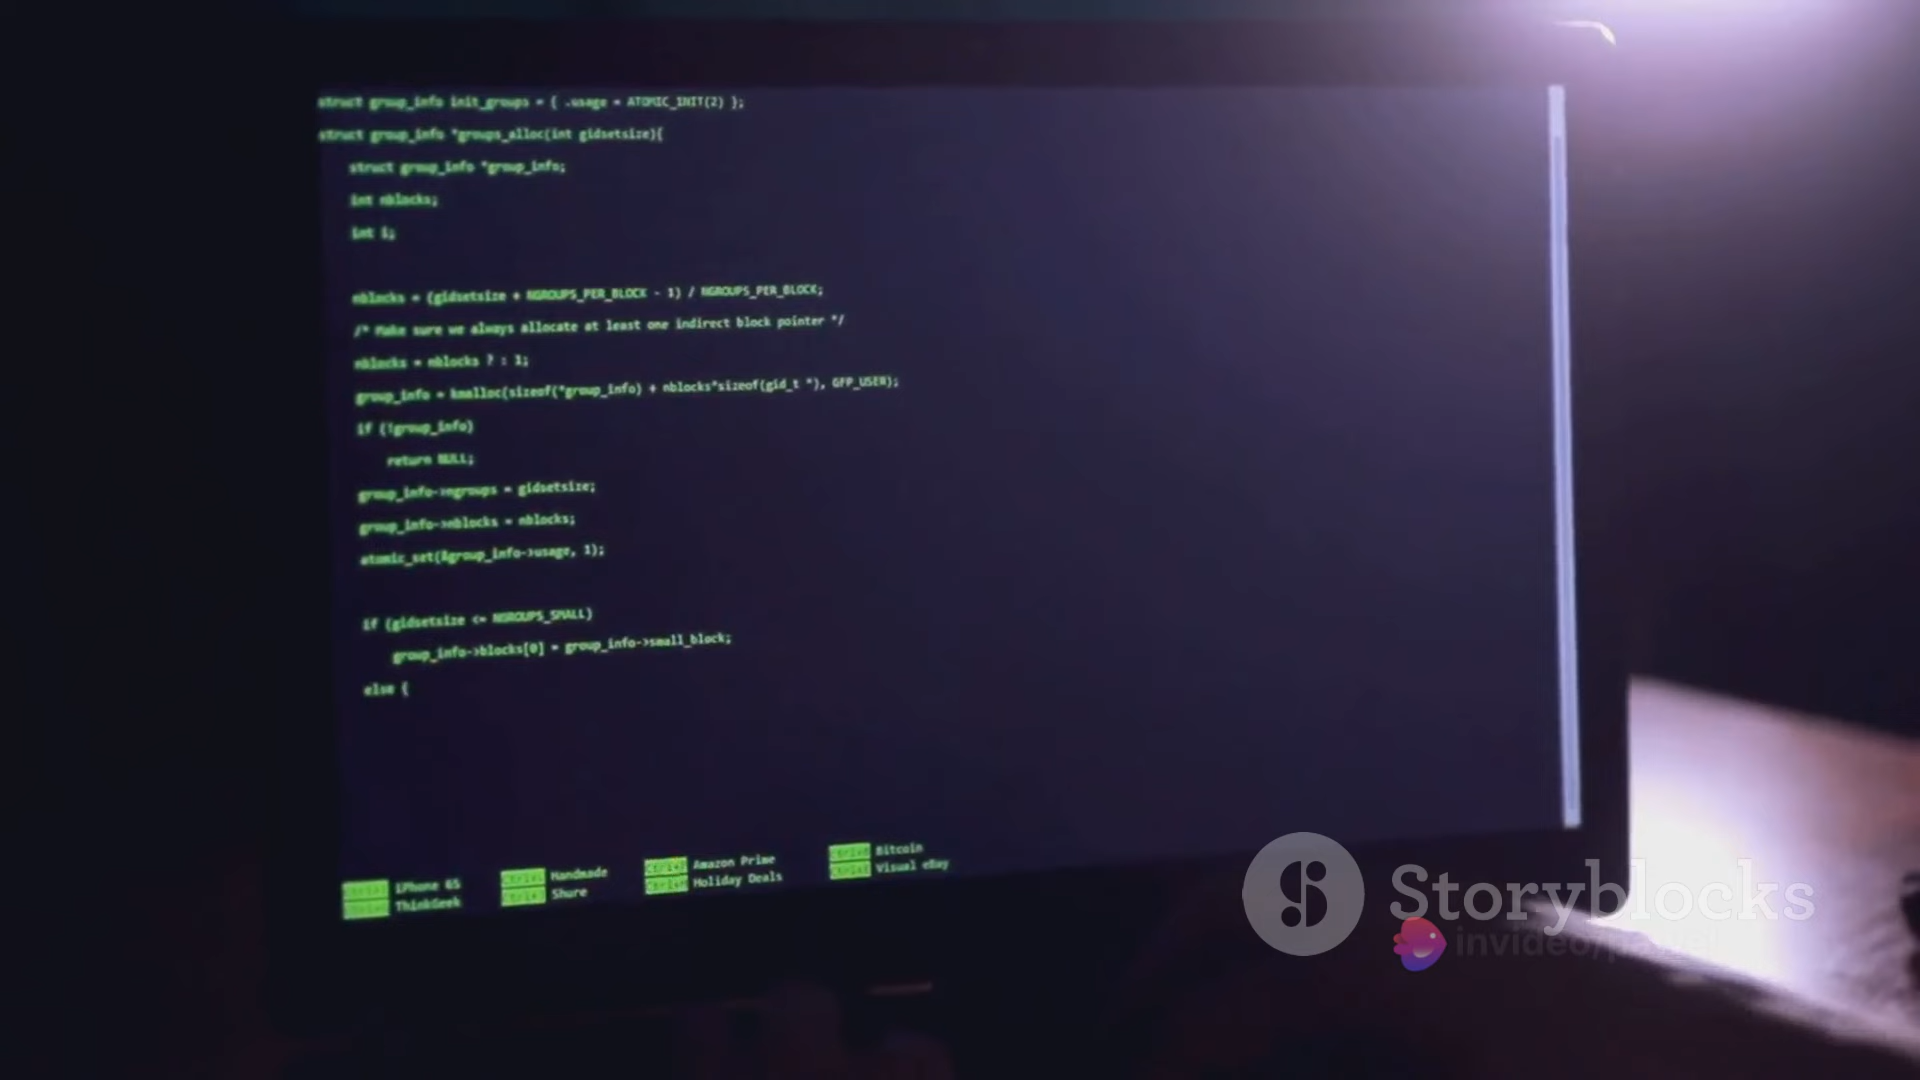 struct group_info init_groups = { .usage = ATOMIC_INIT(2) };
struct group_info *groups_alloc(int gidsetsize){
struct group_info *group_info;
int nblocks;
int i;
nblocks = (gidsetsize + NGROUPS_PER_BLOCK - 1) / NGROUPS_PER_BLOCK;
/* Make sure we always allocate at least one indirect block pointer */
nblocks = nblocks ? : 1;
group_info = kmalloc(sizeof(*group_info) + nblocks*sizeof(gid_t *), GFP_USER);
if (!group_info)
return NULL;
group_info->ngroups = gidsetsize;
group_info->nblocks = nblocks;
atomic_set(&group_info->usage, 1);
if (gidsetsize <= NGROUPS_SMALL)
group_info->blocks[0] = group_info->small_block;
else {
iPhone 6S Handmade Amazon Prime Bitcoin
ThinkGeek Shure Holiday Deals Visual eBay
Storyblocks
invideo/